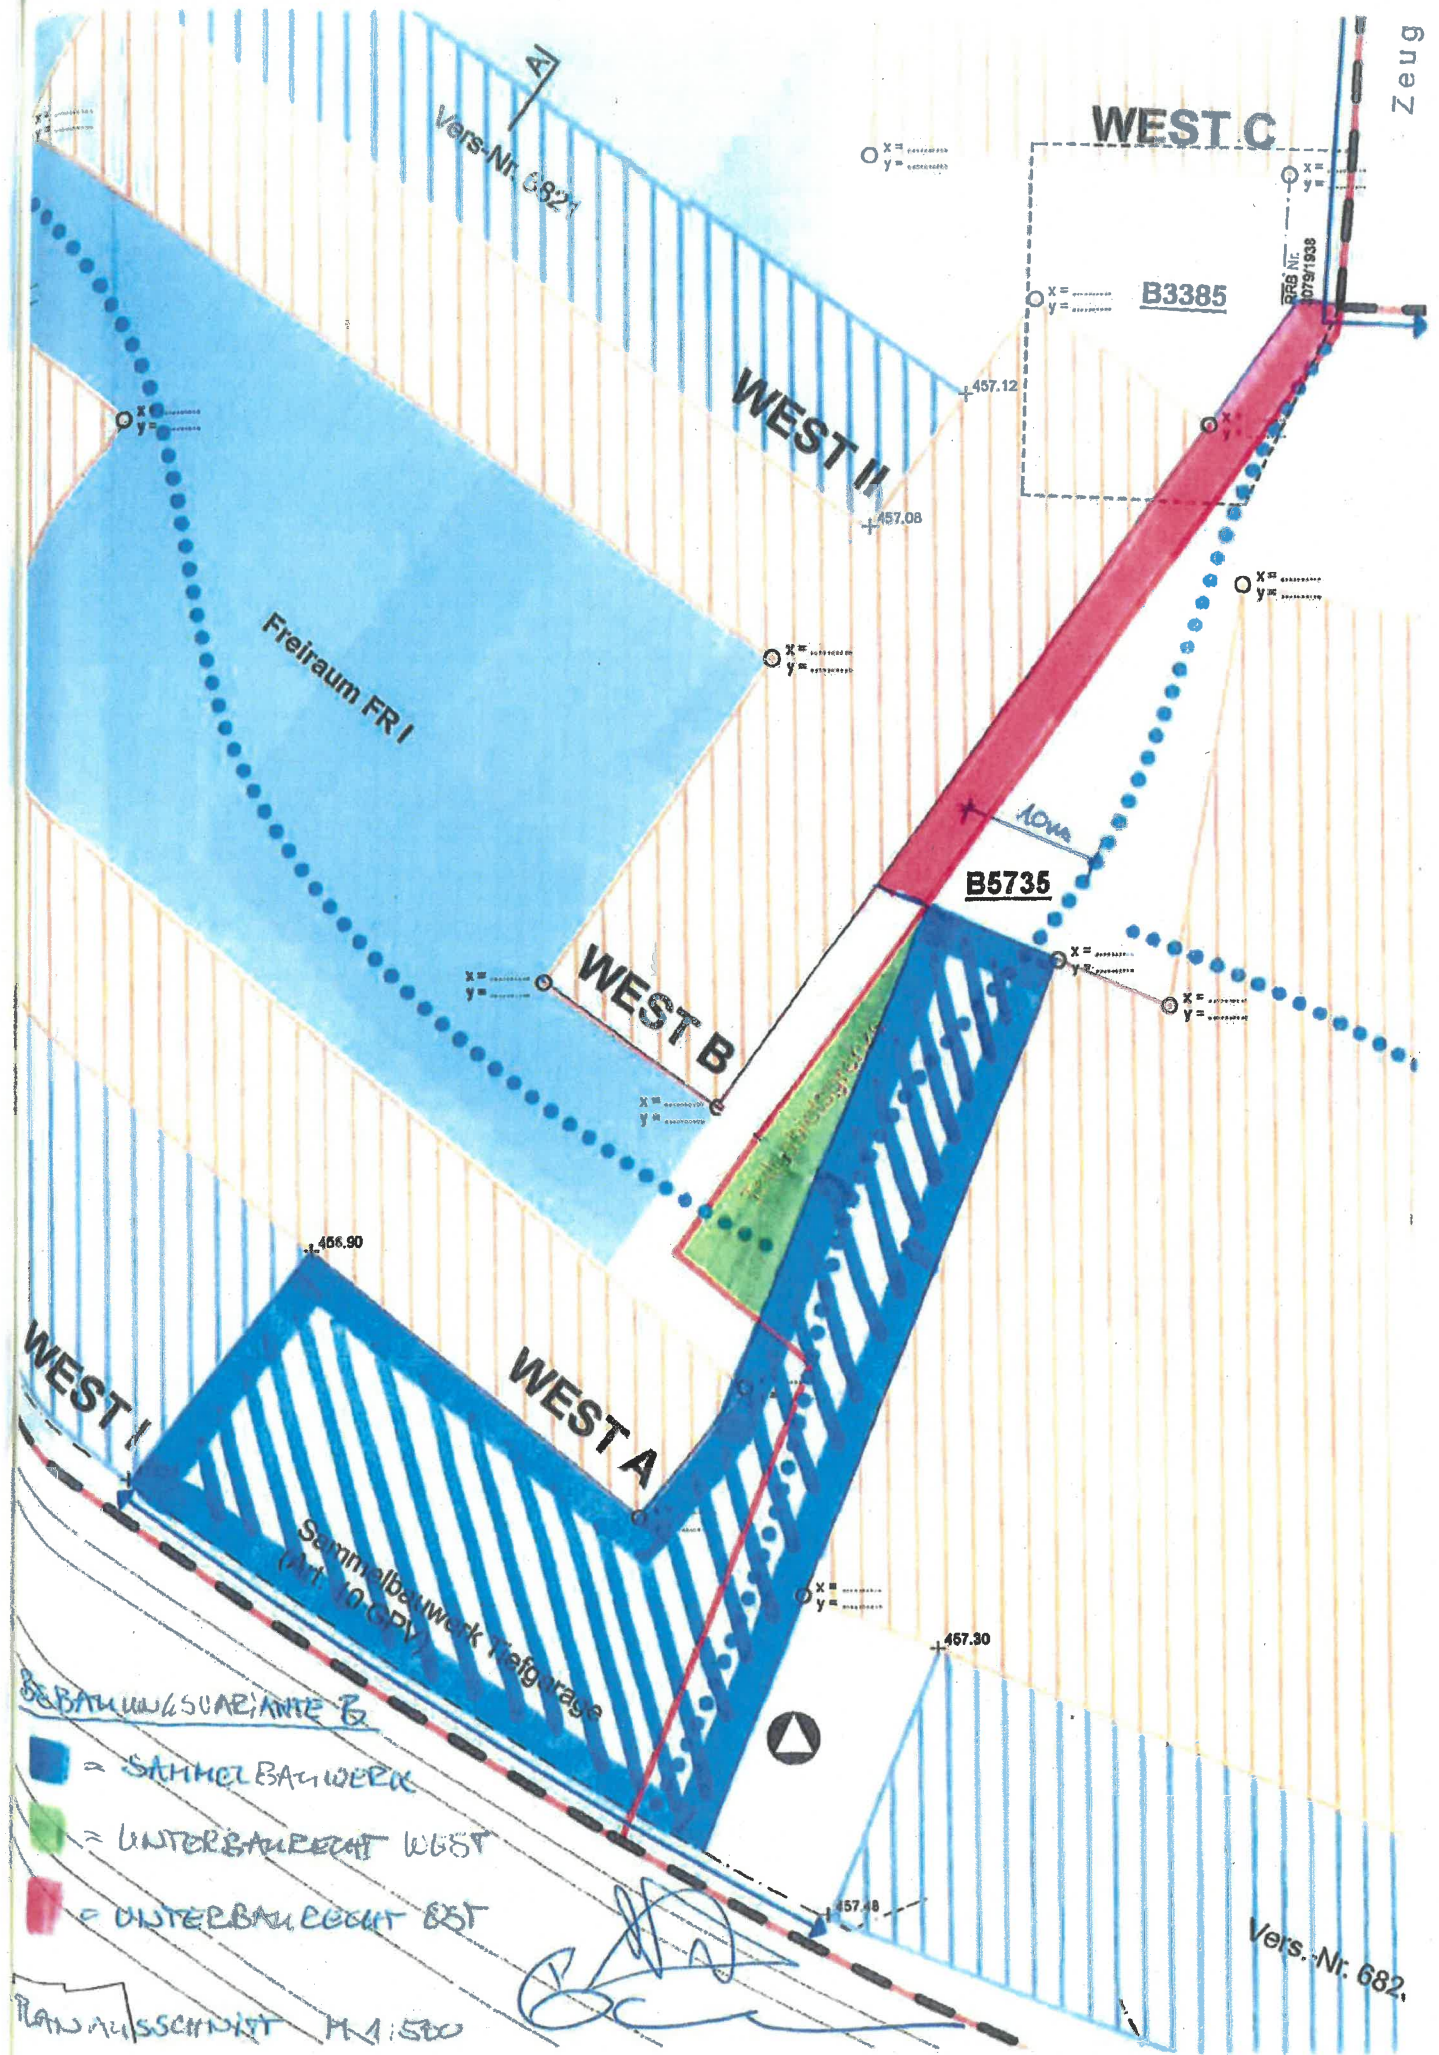 Zeug
A
WEST C
Vers-Nr. 6821
x =
y =
x =
y =
x =
y =
RRB Nr.
3079/1938
x =
y =
B3385
457.12
WEST II
x =
y =
x =
y =
457.08
x =
y =
Freiraum FR I
x =
y =
10m
B5735
x =
y =
x =
y =
WEST B
x =
y =
x =
y =
Teilgebietsgrenze
456.90
WEST I
WEST A
Sammelbauwerk Tiefgarage
(Art. 10 GPV)
x =
y =
457.30
BEBAUUNGSVARIANTE B
= SAMMELBAUWERK
= UNTERBAURECHT WEST
= UNTERBAURECHT OST
457.48
Vers.-Nr. 682
PLANAUSSCHNITT M 1:500